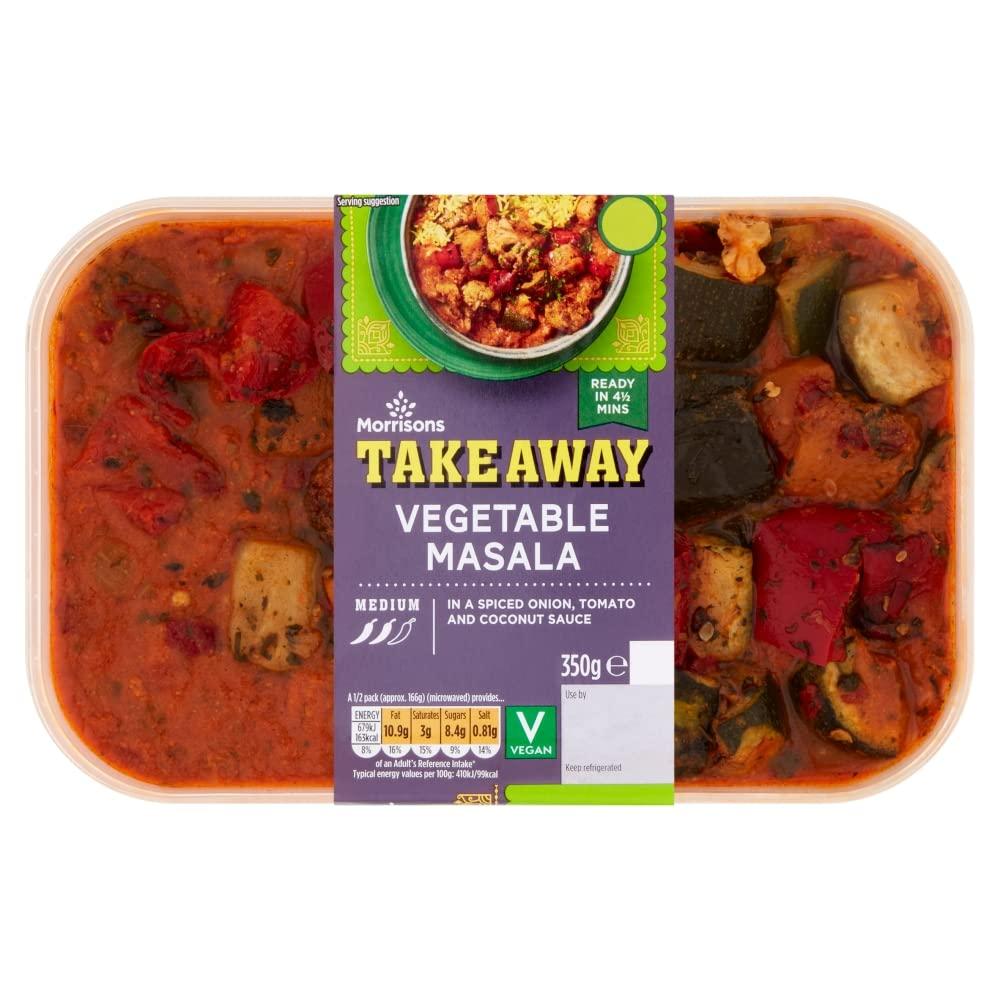 Serving suggestion
READY
IN 4½
MINS
Morrisons
TAKE AWAY
VEGETABLE
MASALA
MEDIUM
IN A SPICED ONION, TOMATO
AND COCONUT SAUCE
350g ℮
Use by
Keep refrigerated
A 1/2 pack (approx. 166g) (microwaved) provides...
ENERGY Fat Saturates Sugars Salt
679kJ
163kcal 10.9g 3g 8.4g 0.81g
8% 16% 15% 9% 14%
of an Adult's Reference Intake*
Typical energy values per 100g: 410kJ/99kcal
V
VEGAN